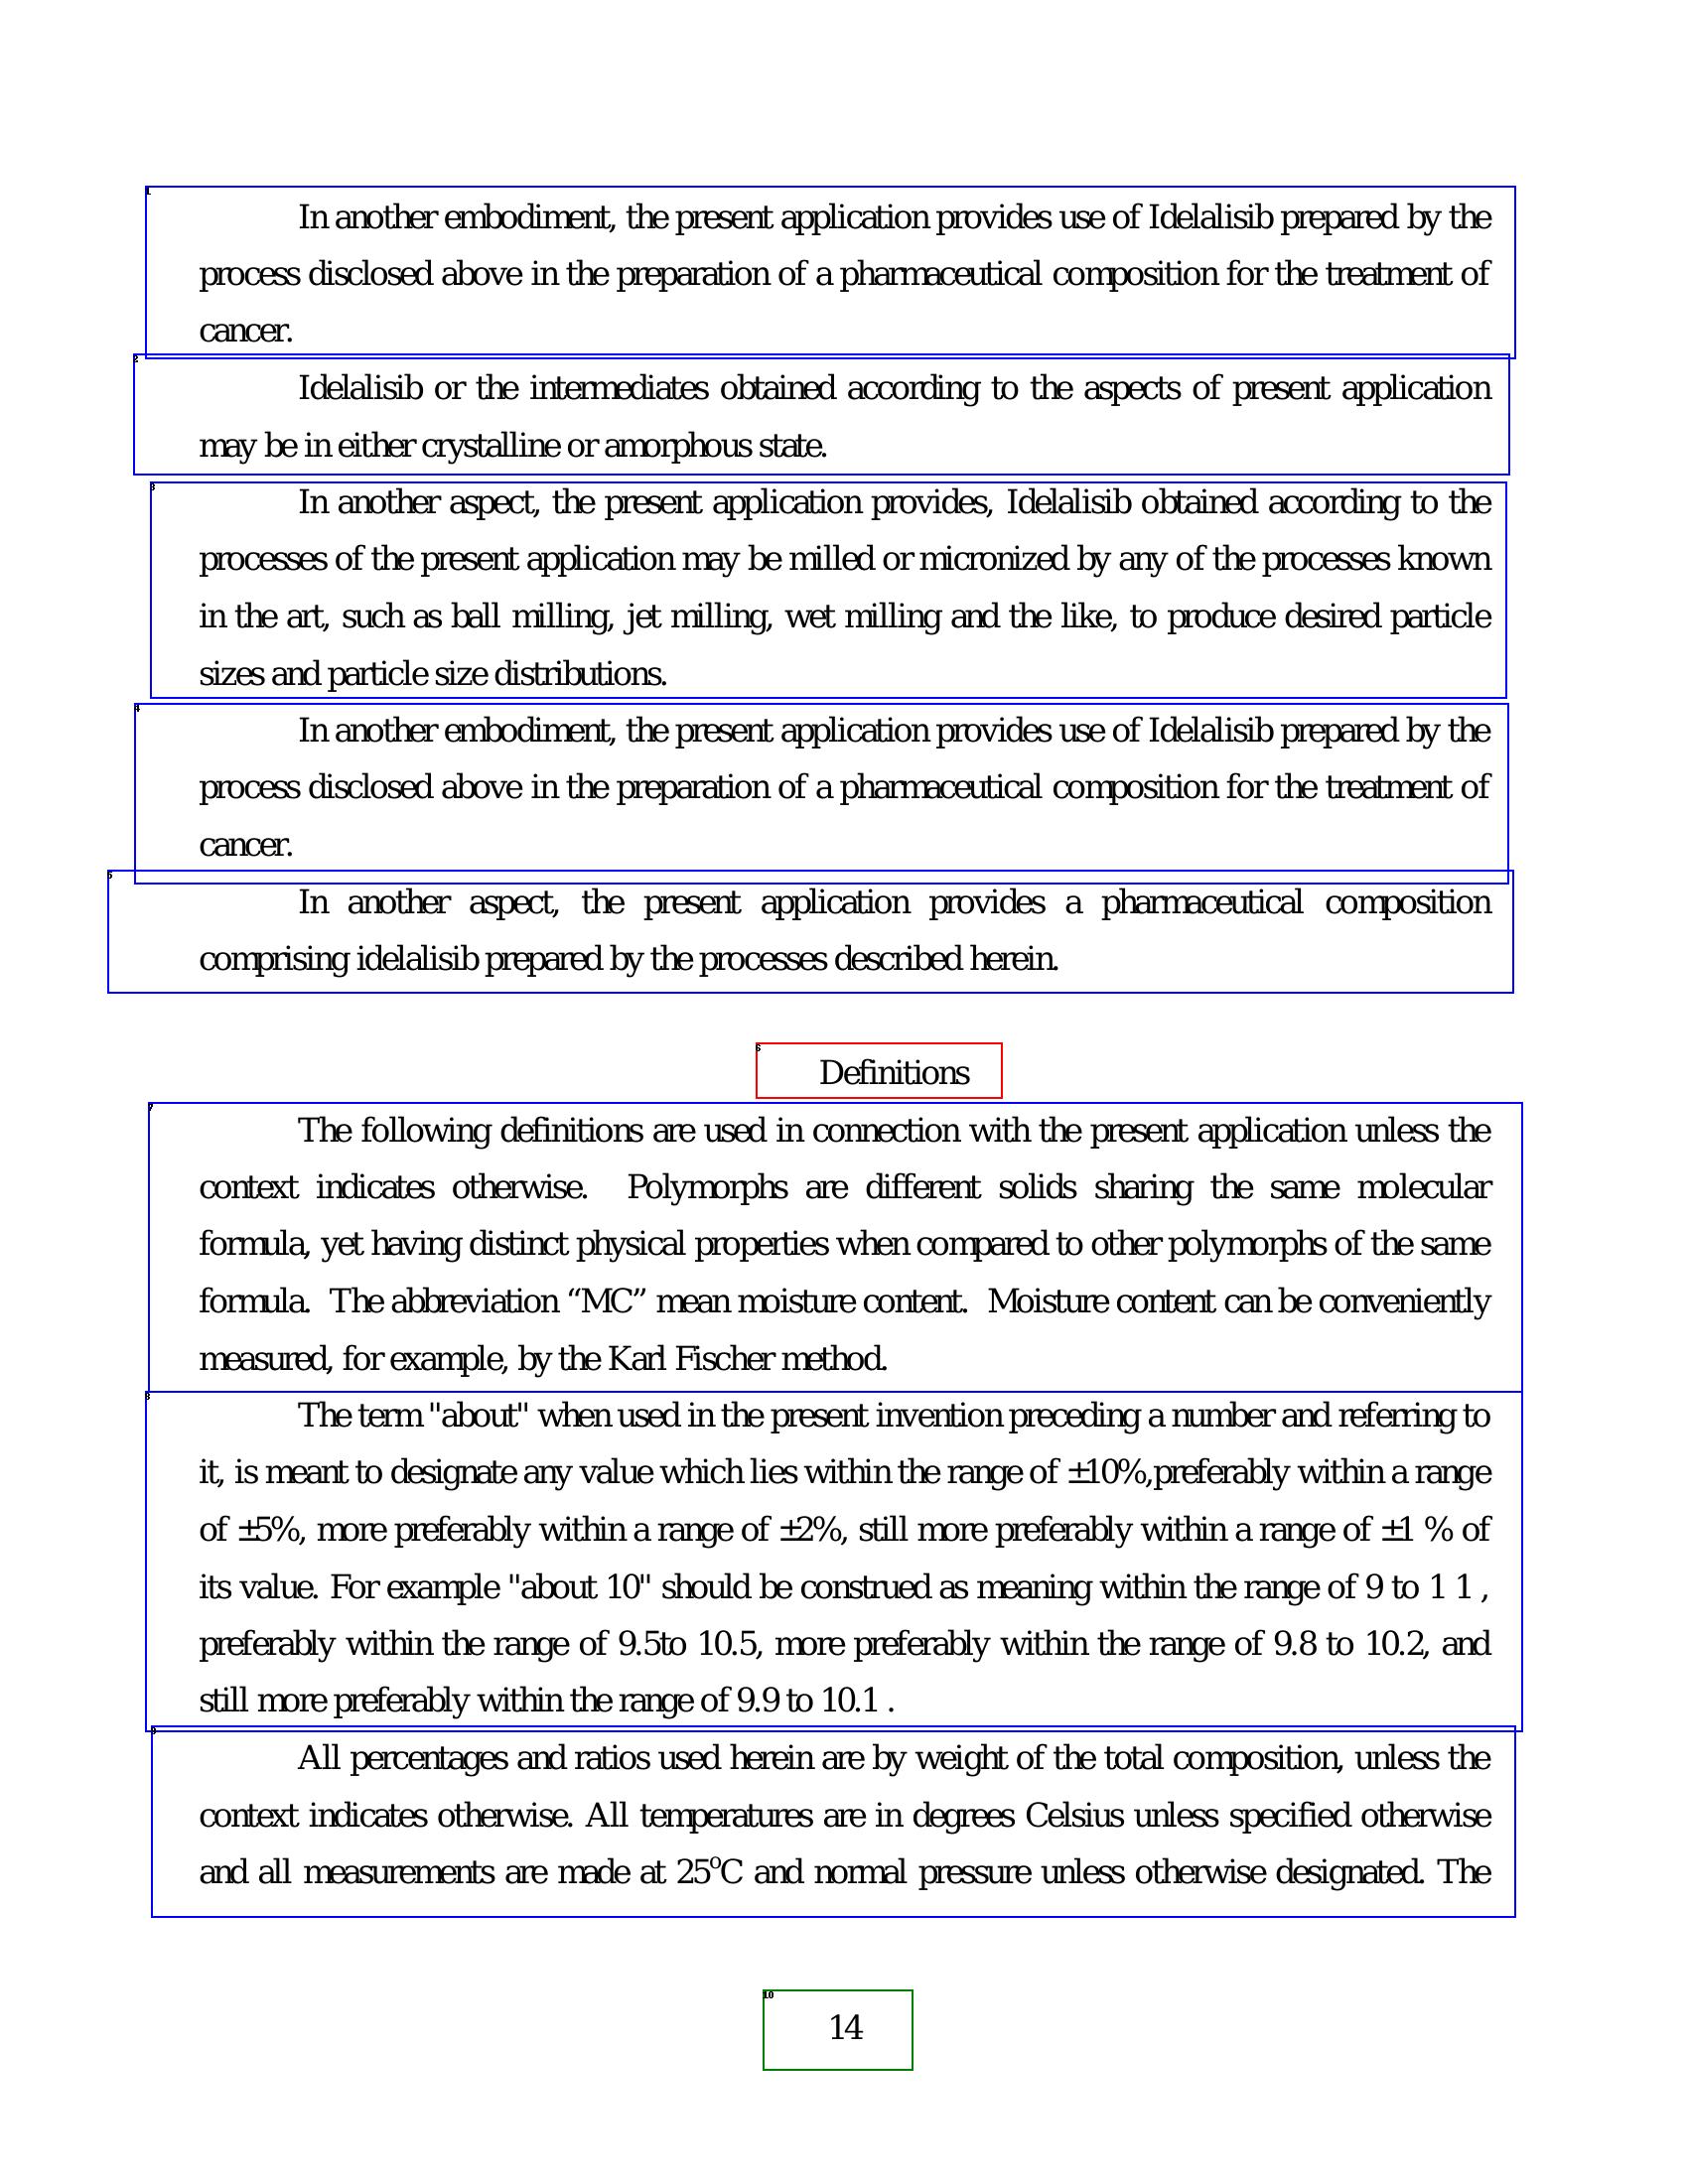 1
In another embodiment, the present application provides use of Idelalisib prepared by the
process disclosed above in the preparation of a pharmaceutical composition for the treatment of
cancer.
2
Idelalisib or the intermediates obtained according to the aspects of present application
may be in either crystalline or amorphous state.
3
In another aspect, the present application provides, Idelalisib obtained according to the
processes of the present application may be milled or micronized by any of the processes known
in the art, such as ball milling, jet milling, wet milling and the like, to produce desired particle
sizes and particle size distributions.
4
In another embodiment, the present application provides use of Idelalisib prepared by the
process disclosed above in the preparation of a pharmaceutical composition for the treatment of
cancer.
5
In another aspect, the present application provides a pharmaceutical composition
comprising idelalisib prepared by the processes described herein.
6
Definitions
7
The following definitions are used in connection with the present application unless the
context indicates otherwise. Polymorphs are different solids sharing the same molecular
formula, yet having distinct physical properties when compared to other polymorphs of the same
formula. The abbreviation “MC” mean moisture content. Moisture content can be conveniently
measured, for example, by the Karl Fischer method.
8
The term "about" when used in the present invention preceding a number and referring to
it, is meant to designate any value which lies within the range of ±10%,preferably within a range
of ±5%, more preferably within a range of ±2%, still more preferably within a range of ±1 % of
its value. For example "about 10" should be construed as meaning within the range of 9 to 1 1 ,
preferably within the range of 9.5to 10.5, more preferably within the range of 9.8 to 10.2, and
still more preferably within the range of 9.9 to 10.1 .
9
All percentages and ratios used herein are by weight of the total composition, unless the
context indicates otherwise. All temperatures are in degrees Celsius unless specified otherwise
and all measurements are made at 25ºC and normal pressure unless otherwise designated. The
10
14